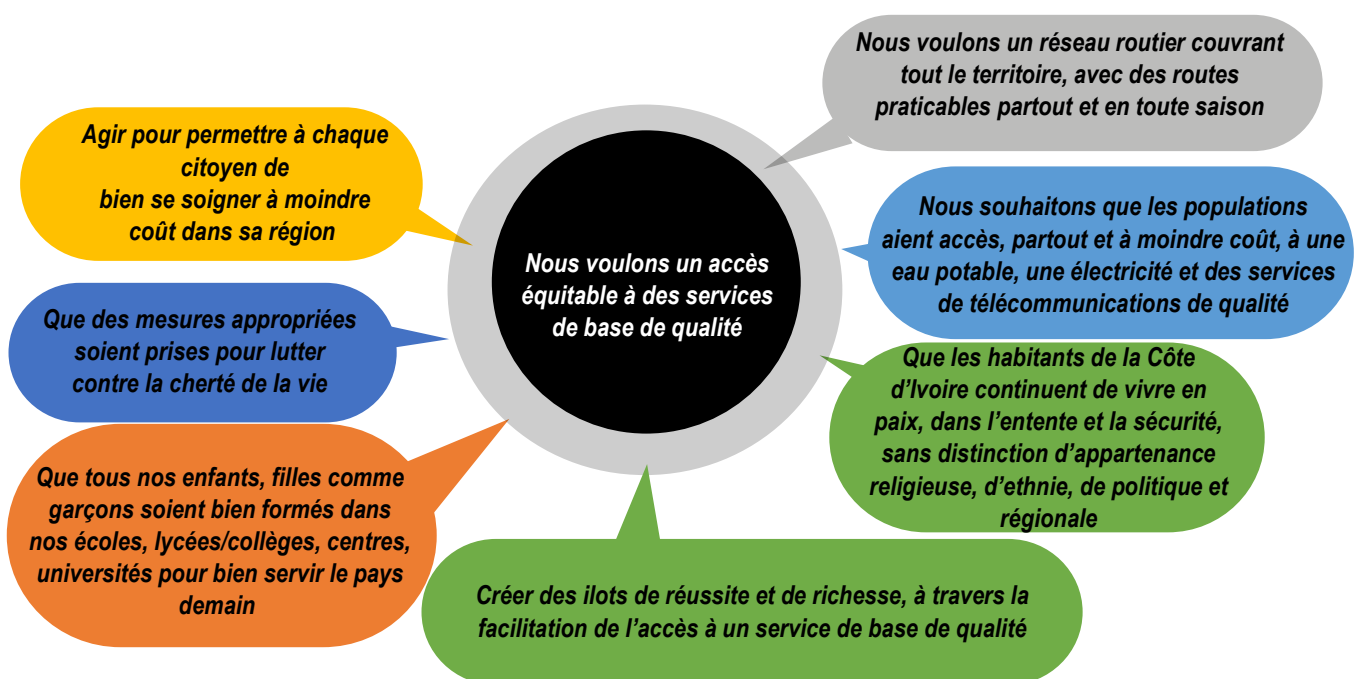 Nous voulons un réseau routier couvrant
tout le territoire, avec des routes
praticables partout et en toute saison
Agir pour permettre à chaque
citoyen de
bien se soigner à moindre
coût dans sa région
Nous souhaitons que les populations
aient accès, partout et à moindre coût, à une
eau potable, une électricité et des services
de télécommunications de qualité
Nous voulons un accès
équitable à des services
de base de qualité
Que des mesures appropriées
soient prises pour lutter
contre la cherté de la vie
Que les habitants de la Côte
d'Ivoire continuent de vivre en
paix, dans l'entente et la sécurité,
sans distinction d'appartenance
religieuse, d'ethnie, de politique et
régionale
Que tous nos enfants, filles comme
garçons soient bien formés dans
nos écoles, lycées/collèges, centres,
universités pour bien servir le pays
demain
Créer des ilots de réussite et de richesse, à travers la
facilitation de l'accès à un service de base de qualité